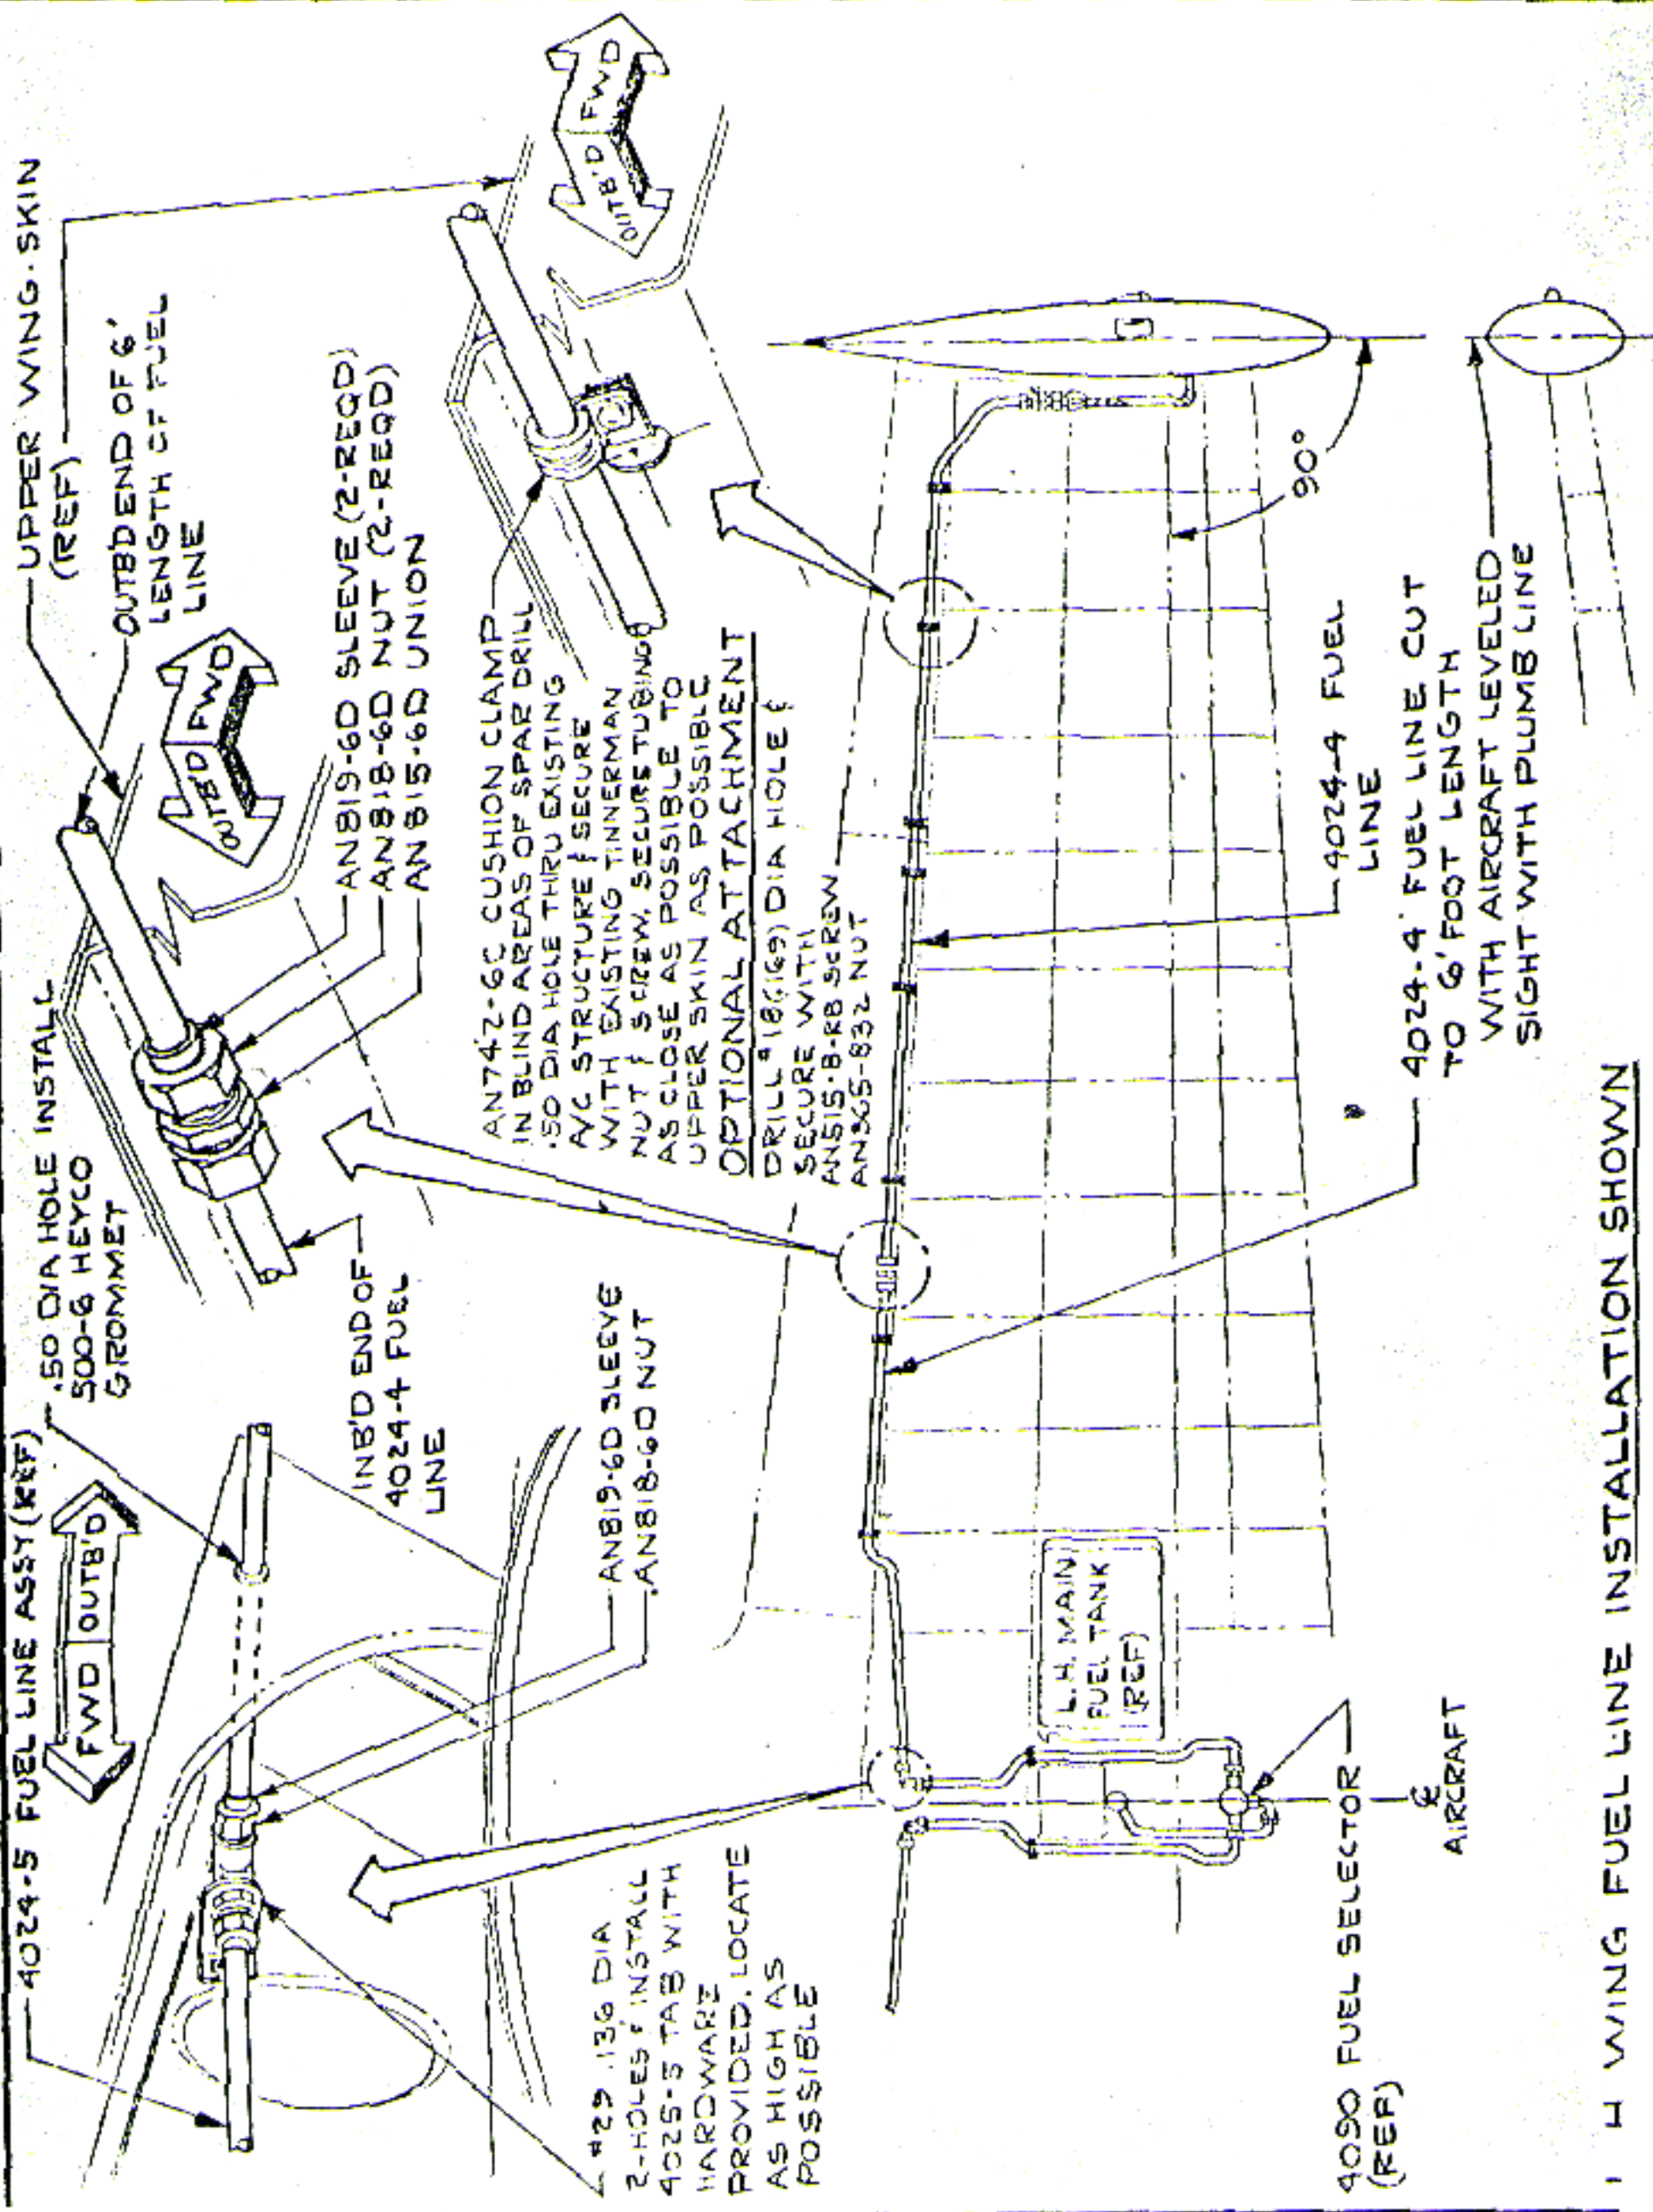 4024-5 FUEL LINE ASSY (REF)
FWD OUTB'D
.50 DIA HOLE INSTALL
500-6 HEYCO
GROMMET
UPPER WING SKIN
(REF)
OUTB'D END OF 6'
LENGTH OF FUEL
LINE
OUTB'D FWD
AN819-6D SLEEVE (2-REQD)
AN818-6D NUT (2-REQD)
AN815-6D UNION
INB'D END OF
4024-4 FUEL
LINE
AN819-6D SLEEVE
AN818-6D NUT
OUTB'D FWD
AN742-6C CUSHION CLAMP
IN BLIND AREAS OF SPAR DRILL
.50 DIA HOLE THRU EXISTING
A/C STRUCTURE & SECURE
WITH EXISTING TINNERMAN
NUT & SCREW. SECURE TUBING
AS CLOSE AS POSSIBLE TO
UPPER SKIN AS POSSIBLE
OPTIONAL ATTACHMENT
DRILL #18(.169) DIA HOLE &
SECURE WITH
AN515-8-R8 SCREW
AN365-832 NUT
#29 .136 DIA
2-HOLES & INSTALL
4025-5 TAB WITH
HARDWARE
PROVIDED. LOCATE
AS HIGH AS
POSSIBLE
L.H. MAIN
FUEL TANK
(REF)
90°
4024-4 FUEL
LINE
4024-4 FUEL LINE CUT
TO 6' FOOT LENGTH
WITH AIRCRAFT LEVELED
SIGHT WITH PLUMB LINE
4090 FUEL SELECTOR
(REF)
℄
AIRCRAFT
WING FUEL LINE INSTALLATION SHOWN